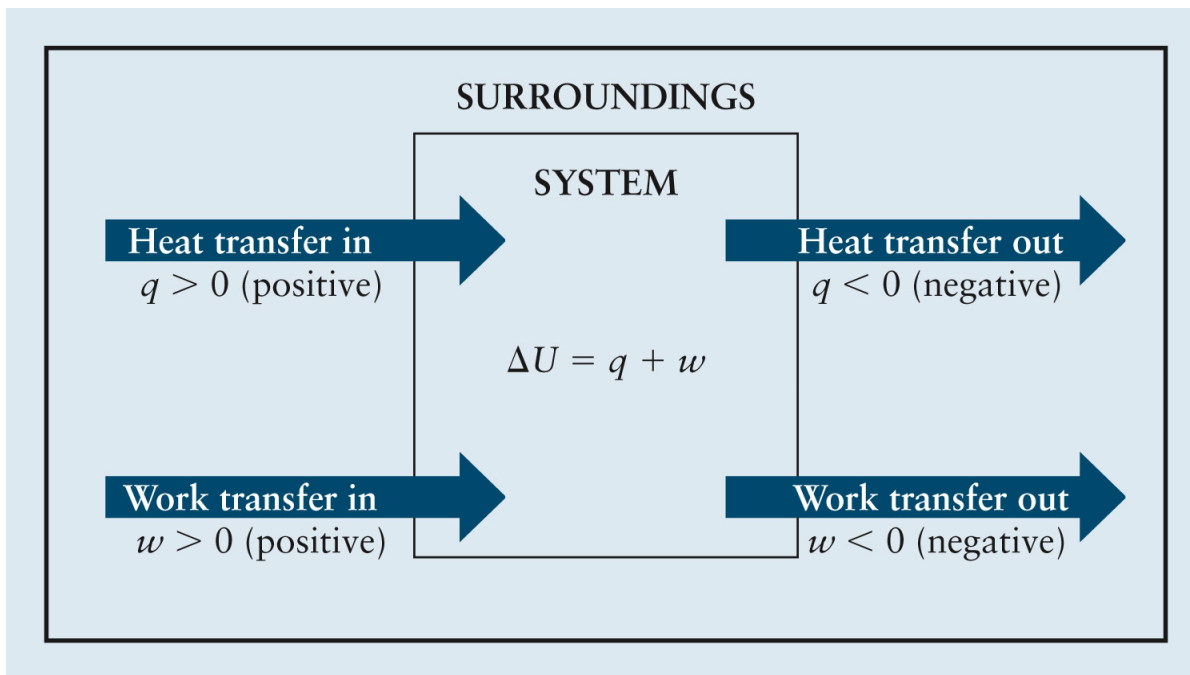 SURROUNDINGS
SYSTEM
Heat transfer in
q > 0 (positive)
Heat transfer out
q < 0 (negative)
ΔU = q + w
Work transfer in
w > 0 (positive)
Work transfer out
w < 0 (negative)